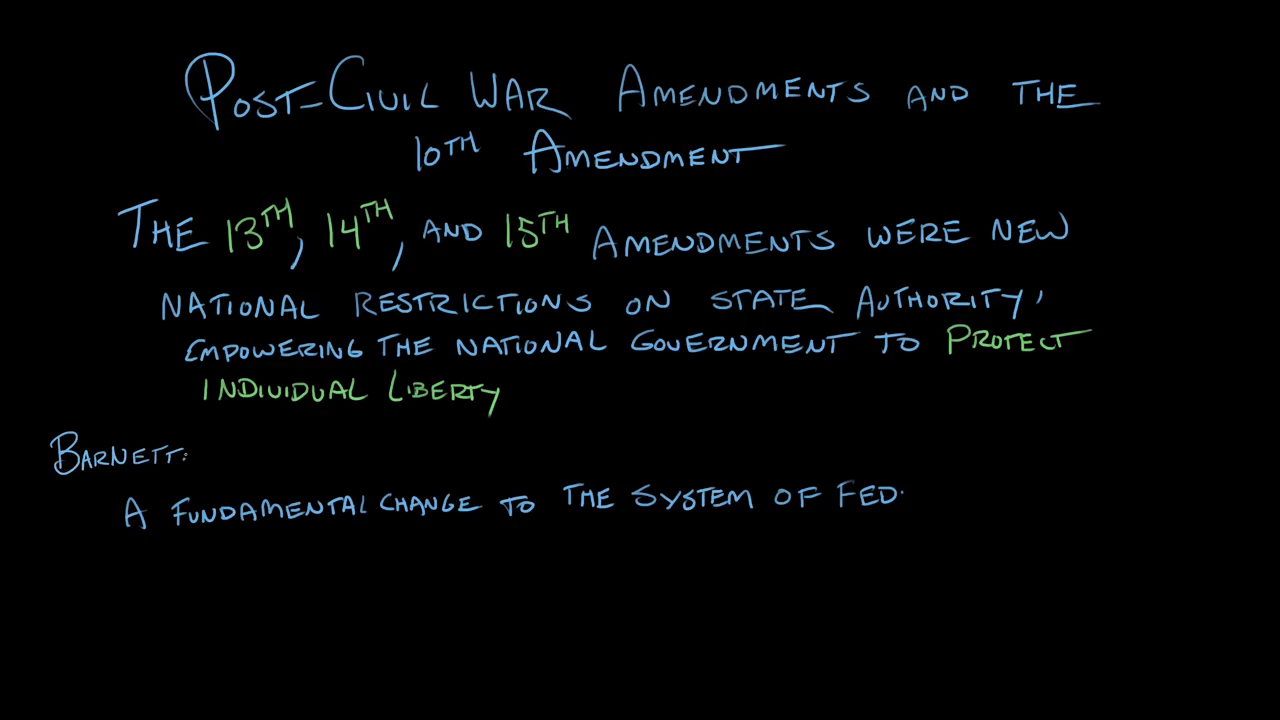 Post-Civil War Amendments and the
10th Amendment
The 13th, 14th, and 15th Amendments were new
national restrictions on state authority,
empowering the national government to protect
individual liberty
Barnett:
A fundamental change to the system of fed